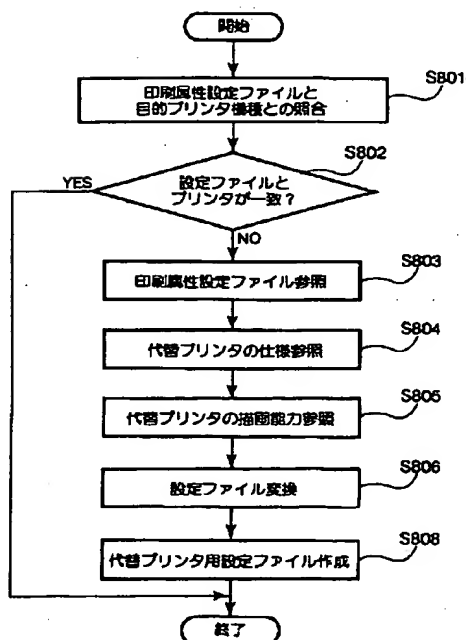 開始
印刷属性設定ファイルと
目的プリンタ機種との照合
S801
S802
YES
設定ファイルと
プリンタが一致？
NO
S803
印刷属性設定ファイル参照
S804
代替プリンタの仕様参照
S805
代替プリンタの描画能力参照
S806
設定ファイル変換
S808
代替プリンタ用設定ファイル作成
終了